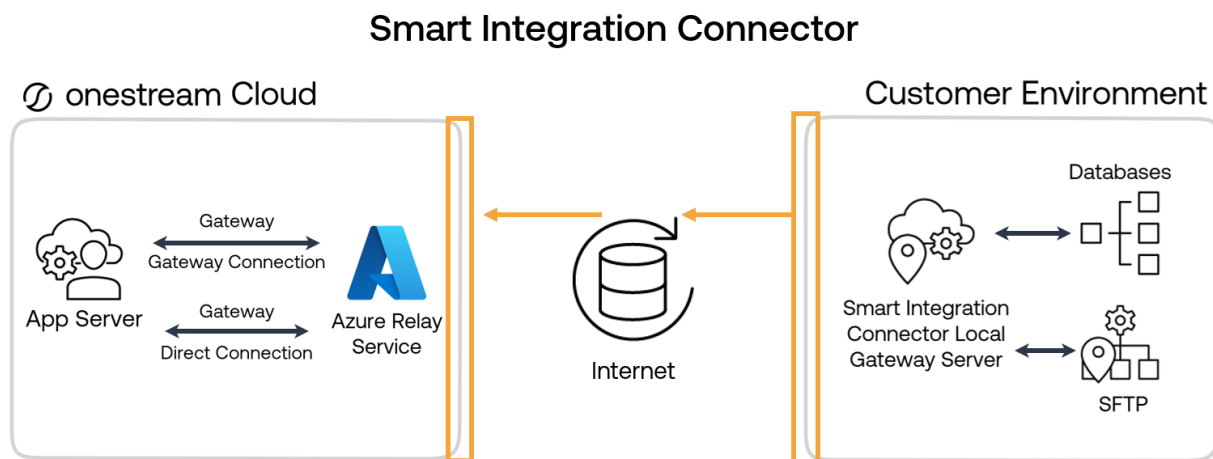 Smart Integration Connector
onestream Cloud
Customer Environment
Gateway
Gateway Connection
Gateway
Direct Connection
App Server
Azure Relay
Service
Internet
Databases
Smart Integration
Connector Local
Gateway Server
SFTP